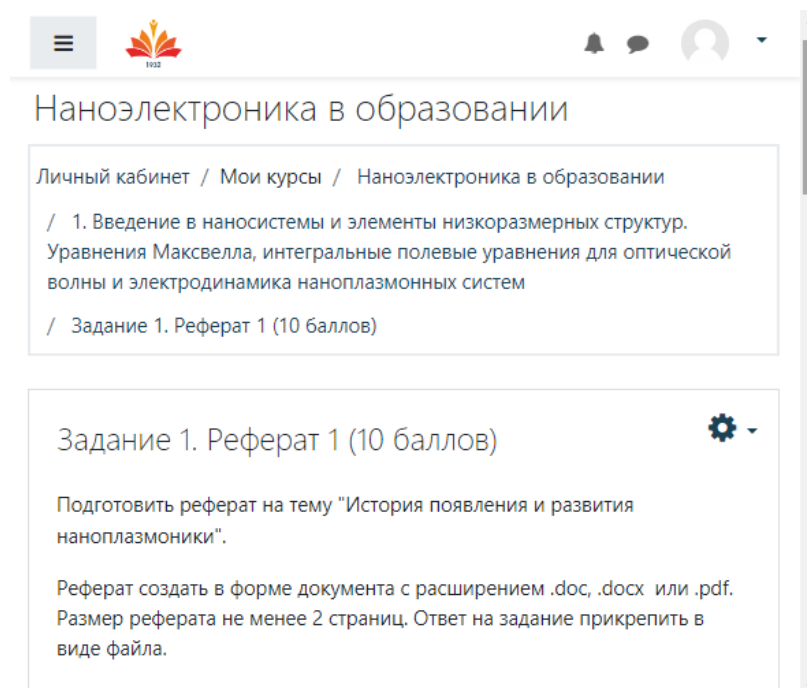 1932
Наноэлектроника в образовании
Личный кабинет / Мои курсы / Наноэлектроника в образовании
/ 1. Введение в наносистемы и элементы низкоразмерных структур.
Уравнения Максвелла, интегральные полевые уравнения для оптической
волны и электродинамика наноплазмонных систем
/ Задание 1. Реферат 1 (10 баллов)
Задание 1. Реферат 1 (10 баллов)
Подготовить реферат на тему "История появления и развития
наноплазмоники".
Реферат создать в форме документа с расширением .doc, .docx или .pdf.
Размер реферата не менее 2 страниц. Ответ на задание прикрепить в
виде файла.